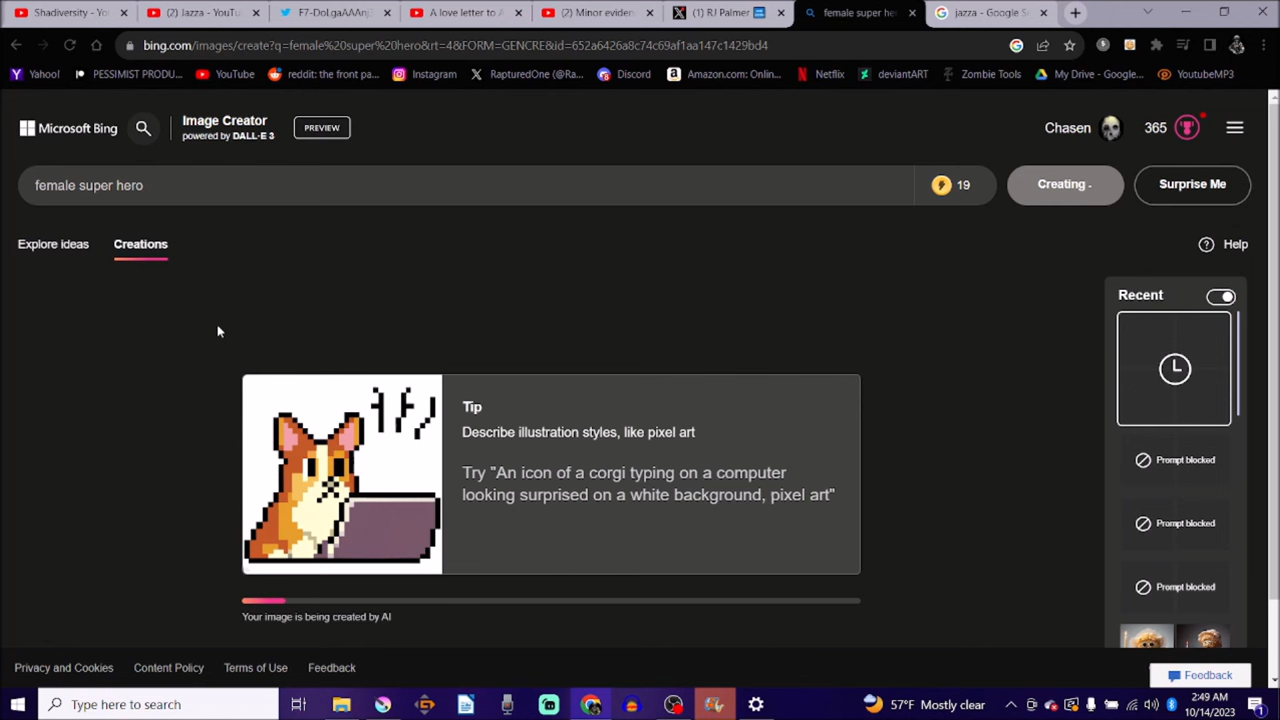 Shadiversity - Yo
(2) Jazza - YouTu
F7-DoLgaAAAnj
A love letter to A
(2) Minor eviden
(1) RJ Palmer
female super he
jazza - Google S
bing.com/images/create?q=female%20super%20hero&rt=4&FORM=GENCRE&id=652a6426a8c74c69af1aa147c1429bd4
Yahoo!
PESSIMIST PRODU...
YouTube
reddit: the front pa...
Instagram
RapturedOne (@Ra...
Discord
Amazon.com: Onlin...
Netflix
deviantART
Zombie Tools
My Drive - Google...
YoutubeMP3
Microsoft Bing
Image Creator
powered by DALL·E 3
PREVIEW
Chasen
365
female super hero
19
Creating
Surprise Me
Explore ideas
Creations
Help
Recent
Tip
Describe illustration styles, like pixel art
Try "An icon of a corgi typing on a computer
looking surprised on a white background, pixel art"
Prompt blocked
Prompt blocked
Prompt blocked
Your image is being created by AI
Privacy and Cookies
Content Policy
Terms of Use
Feedback
Feedback
Type here to search
57°F Mostly clear
2:49 AM
10/14/2023
1